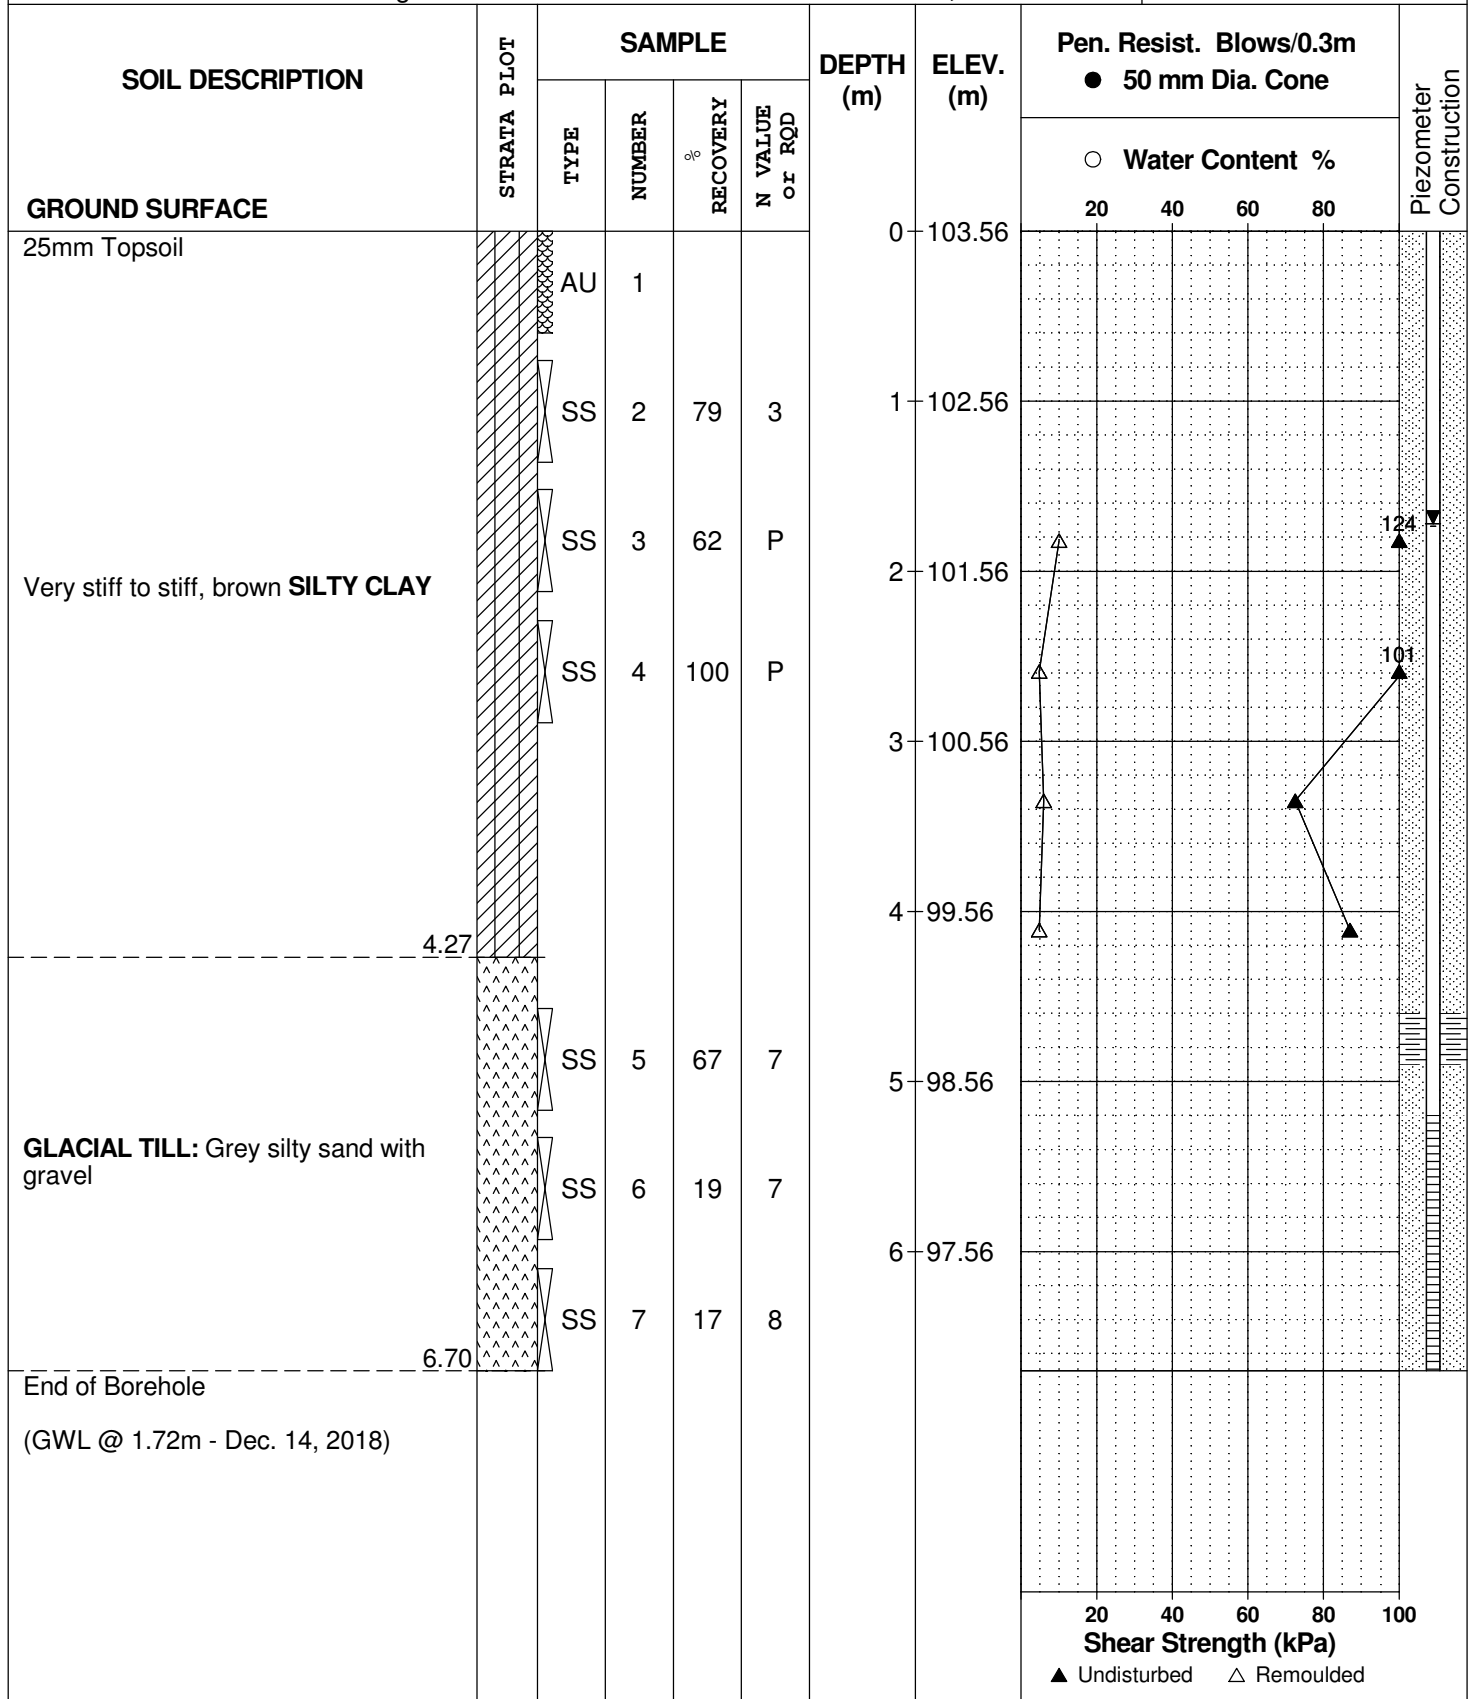 SOIL DESCRIPTION
GROUND SURFACE
STRATA PLOT
SAMPLE
TYPE
NUMBER
% RECOVERY
N VALUE or RQD
DEPTH (m)
ELEV. (m)
Pen. Resist. Blows/0.3m
● 50 mm Dia. Cone
○ Water Content %
20 40 60 80
Piezometer Construction
25mm Topsoil
0 103.56
AU 1
1 102.56
SS 2 79 3
124
SS 3 62 P
2 101.56
Very stiff to stiff, brown SILTY CLAY
101
SS 4 100 P
3 100.56
4 99.56
4.27
SS 5 67 7
5 98.56
GLACIAL TILL: Grey silty sand with
gravel
SS 6 19 7
6 97.56
SS 7 17 8
6.70
End of Borehole
(GWL @ 1.72m - Dec. 14, 2018)
20 40 60 80 100
Shear Strength (kPa)
▲ Undisturbed △ Remoulded